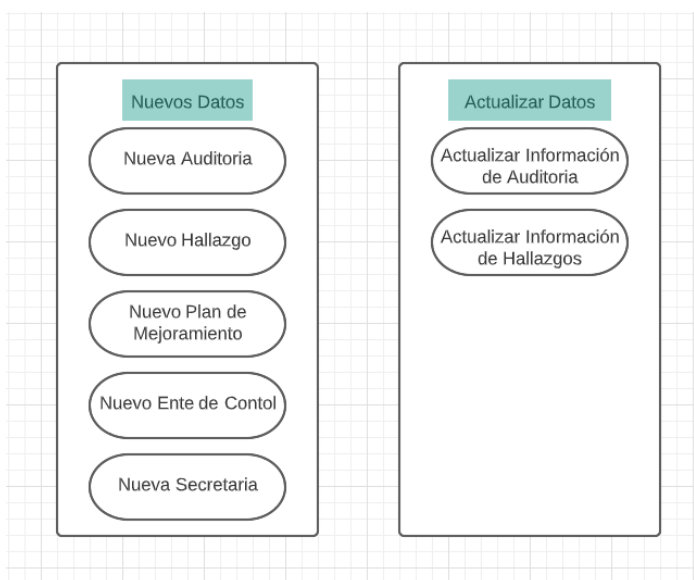 Nuevos Datos
Nueva Auditoria
Nuevo Hallazgo
Nuevo Plan de
Mejoramiento
Nuevo Ente de Contol
Nueva Secretaria
Actualizar Datos
Actualizar Información
de Auditoria
Actualizar Información
de Hallazgos